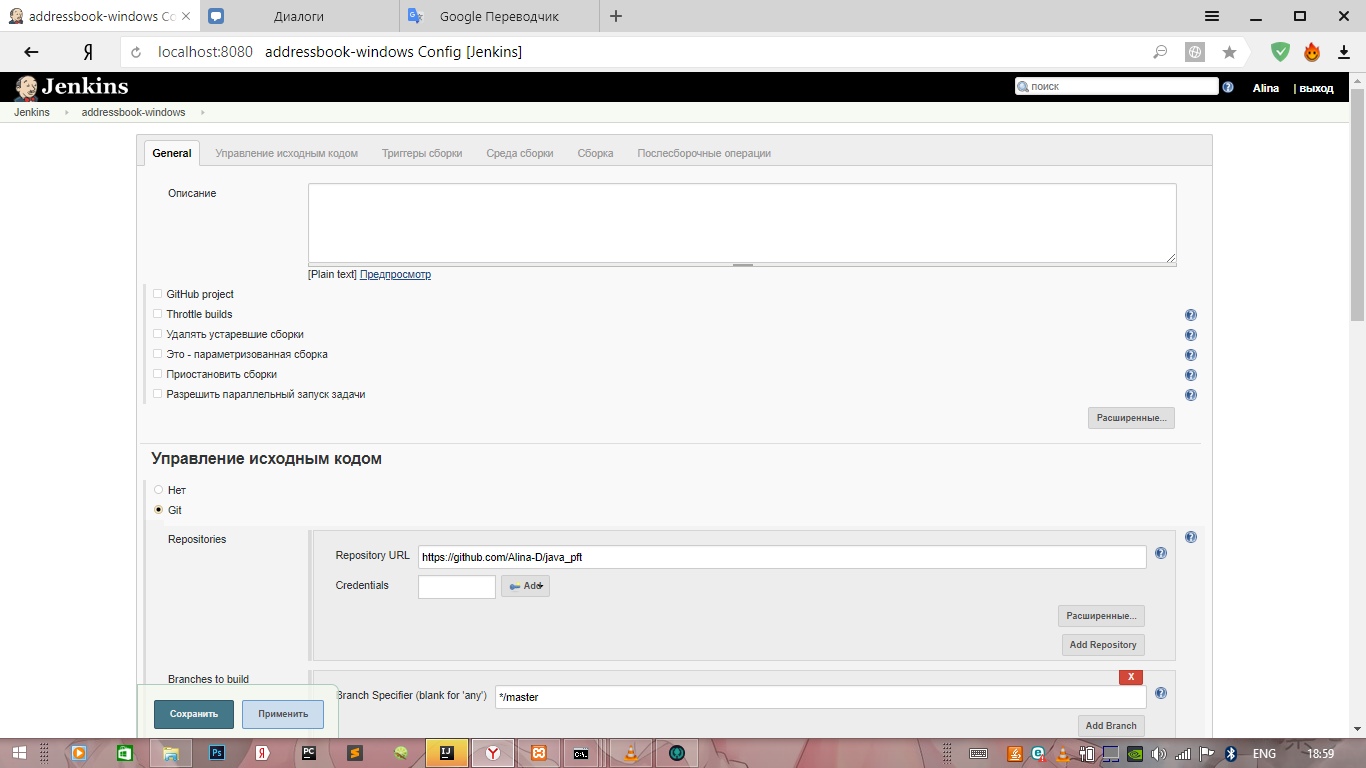 addressbook-windows Co
Диалоги
Google Переводчик
localhost:8080 addressbook-windows Config [Jenkins]
Jenkins
поиск
Alina
| выход
Jenkins
addressbook-windows
General
Управление исходным кодом
Триггеры сборки
Среда сборки
Сборка
Послесборочные операции
Описание
[Plain text] Предпросмотр
GitHub project
Throttle builds
Удалять устаревшие сборки
Это - параметризованная сборка
Приостановить сборки
Разрешить параллельный запуск задачи
Расширенные...
Управление исходным кодом
Нет
Git
Repositories
Repository URL
https://github.com/Alina-D/java_pft
Credentials
Add
Расширенные...
Add Repository
Branches to build
X
Branch Specifier (blank for 'any')
*/master
Add Branch
Сохранить
Применить
ENG
18:59